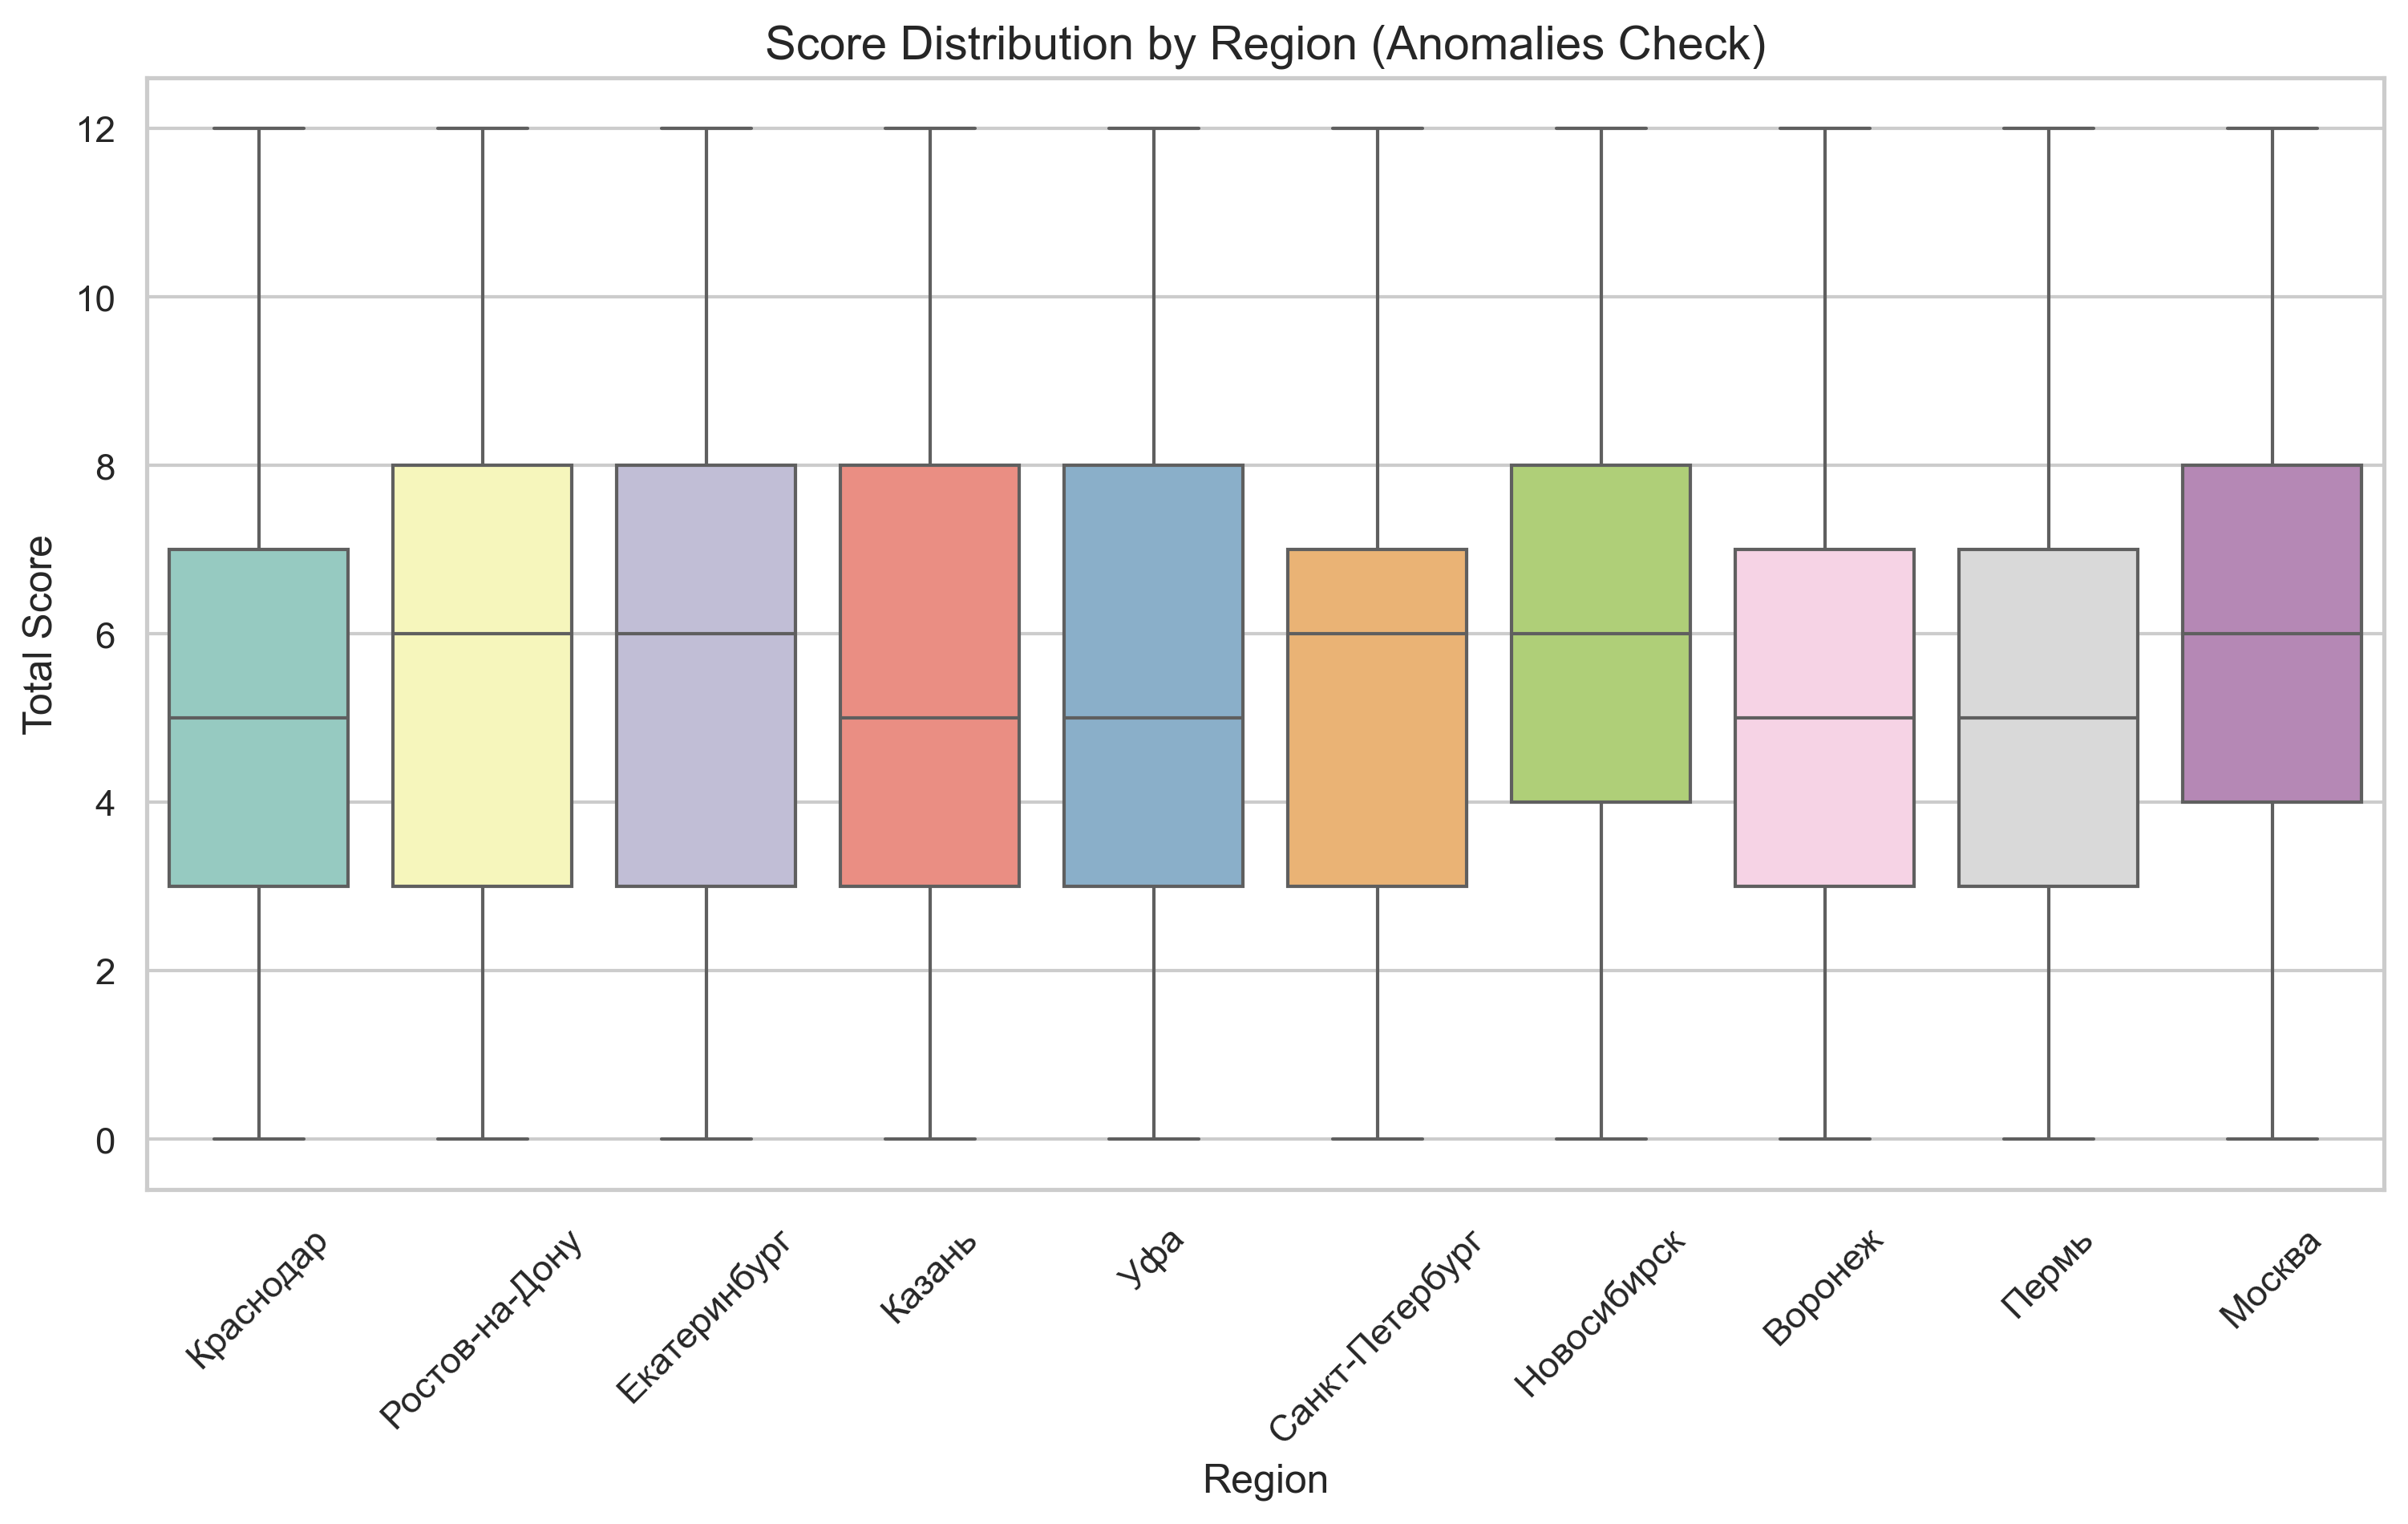 Score Distribution by Region (Anomalies Check)
Total Score
12
10
8
6
4
2
0
Краснодар
Ростов-на-Дону
Екатеринбург
Казань
Уфа
Санкт-Петербург
Новосибирск
Воронеж
Пермь
Москва
Region